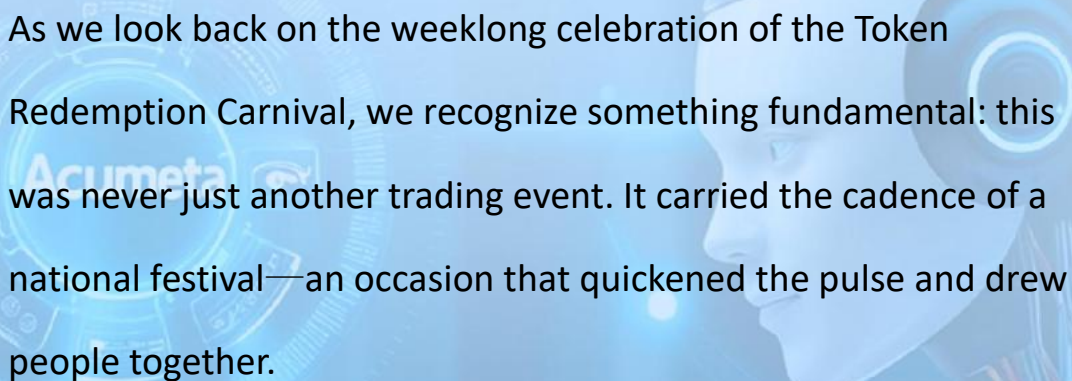 As we look back on the weeklong celebration of the Token
Redemption Carnival, we recognize something fundamental: this
Acumeta
was never just another trading event. It carried the cadence of a
national festival—an occasion that quickened the pulse and drew
people together.